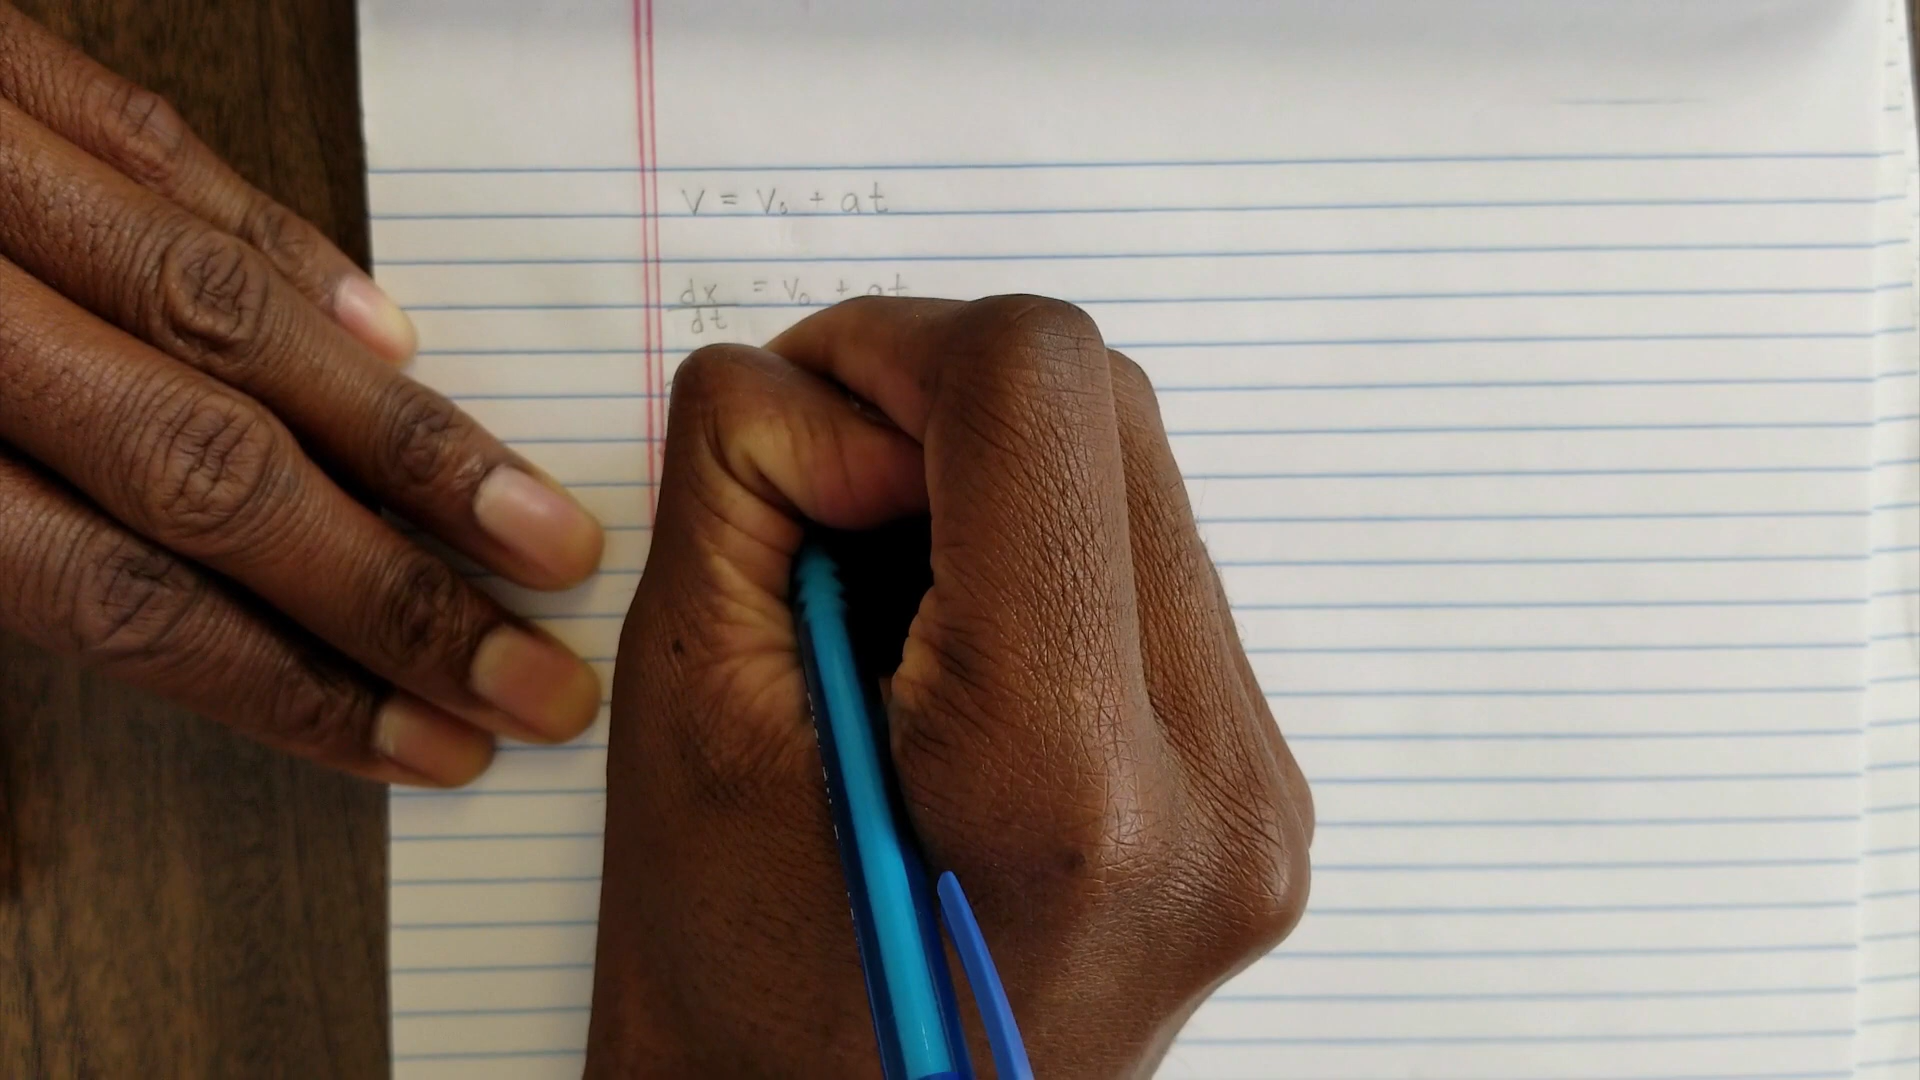 V = V₀ + at
dx/dt = V₀ + at